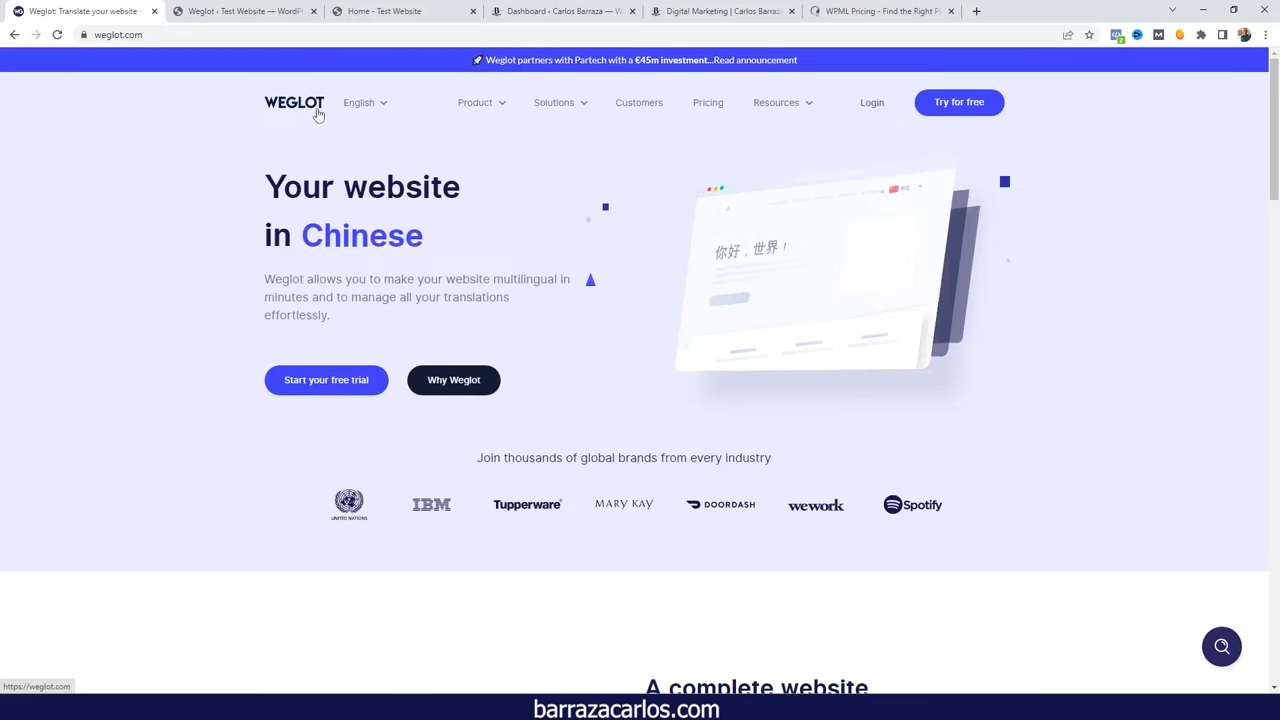 Weglot: Translate your website -
Weglot ‹ Test Website — WordP
Home - Test Website
Dashboard ‹ Carlos Barraza — W
Digital Marketing | Carlos Barraza
WPML Pricing - Find the Right P
weglot.com
Weglot partners with Partech with a €45m investment...Read announcement
WEGLOT
English
Product
Solutions
Customers
Pricing
Resources
Login
Try for free
Your website
in Chinese
Weglot allows you to make your website multilingual in
minutes and to manage all your translations
effortlessly.
中文
你好，世界！
Start your free trial
Why Weglot
Join thousands of global brands from every industry
UNITED NATIONS
IBM
Tupperware®
MARY KAY
DOORDASH
wework
Spotify
A complete website
https://weglot.com
barrazacarlos.com